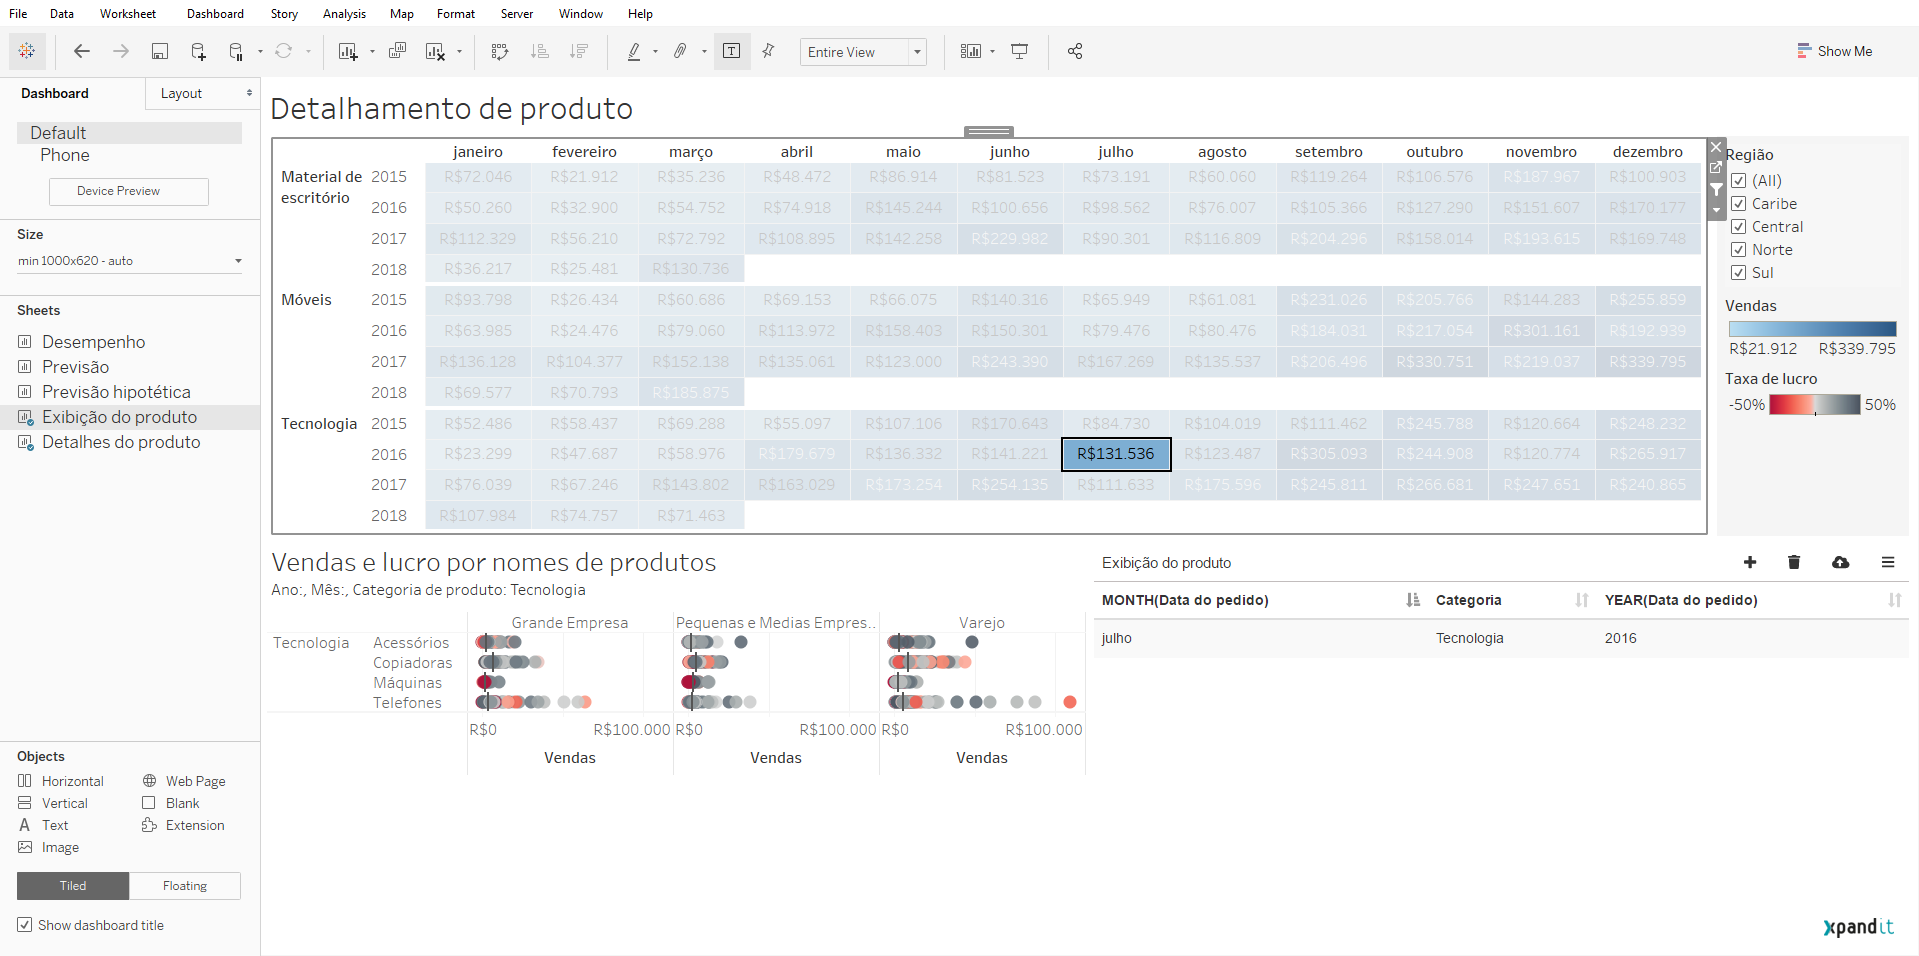 File Data Worksheet Dashboard Story Analysis Map Format Server Window Help
Entire View
Show Me
Dashboard Layout
Default
Phone
Device Preview
Size
min 1000x620 - auto
Sheets
Desempenho
Previsão
Previsão hipotética
Exibição do produto
Detalhes do produto
Objects
Horizontal Web Page
Vertical Blank
Text Extension
Image
Tiled Floating
Show dashboard title
Detalhamento de produto
janeiro fevereiro março abril maio junho julho agosto setembro outubro novembro dezembro
Material de escritório 2015 R$72.046 R$21.912 R$35.236 R$48.472 R$86.914 R$81.523 R$73.191 R$60.060 R$119.264 R$106.576 R$187.967 R$100.903
2016 R$50.260 R$32.900 R$54.752 R$74.918 R$145.244 R$100.656 R$98.562 R$76.007 R$105.366 R$127.290 R$151.607 R$170.177
2017 R$112.329 R$56.210 R$72.792 R$108.895 R$142.258 R$229.982 R$90.301 R$116.809 R$204.296 R$158.014 R$193.615 R$169.748
2018 R$36.217 R$25.481 R$130.736
Móveis 2015 R$93.798 R$26.434 R$60.686 R$69.153 R$66.075 R$140.316 R$65.949 R$61.081 R$231.026 R$205.766 R$144.283 R$255.859
2016 R$63.985 R$24.476 R$79.060 R$113.972 R$158.403 R$150.301 R$79.476 R$80.476 R$184.031 R$217.054 R$301.161 R$192.939
2017 R$136.128 R$104.377 R$152.138 R$135.061 R$123.000 R$243.390 R$167.269 R$135.537 R$206.496 R$330.751 R$219.037 R$339.795
2018 R$69.577 R$70.793 R$185.875
Tecnologia 2015 R$52.486 R$58.437 R$69.288 R$55.097 R$107.106 R$170.643 R$84.730 R$104.019 R$111.462 R$245.788 R$120.664 R$248.232
2016 R$23.299 R$47.687 R$58.976 R$179.679 R$136.332 R$141.221 R$131.536 R$123.487 R$305.093 R$244.908 R$120.774 R$265.917
2017 R$76.039 R$67.246 R$143.802 R$163.029 R$173.254 R$254.135 R$111.633 R$175.596 R$245.811 R$266.681 R$247.651 R$240.865
2018 R$107.984 R$74.757 R$71.463
Região
(All)
Caribe
Central
Norte
Sul
Vendas
R$21.912 R$339.795
Taxa de lucro
-50% 50%
Vendas e lucro por nomes de produtos
Ano:, Mês:, Categoria de produto: Tecnologia
Grande Empresa Pequenas e Medias Empres.. Varejo
Tecnologia Acessórios
Copiadoras
Máquinas
Telefones
R$0 R$100.000 R$0 R$100.000 R$0 R$100.000
Vendas Vendas Vendas
Exibição do produto
MONTH(Data do pedido) Categoria YEAR(Data do pedido)
julho Tecnologia 2016
xpandit